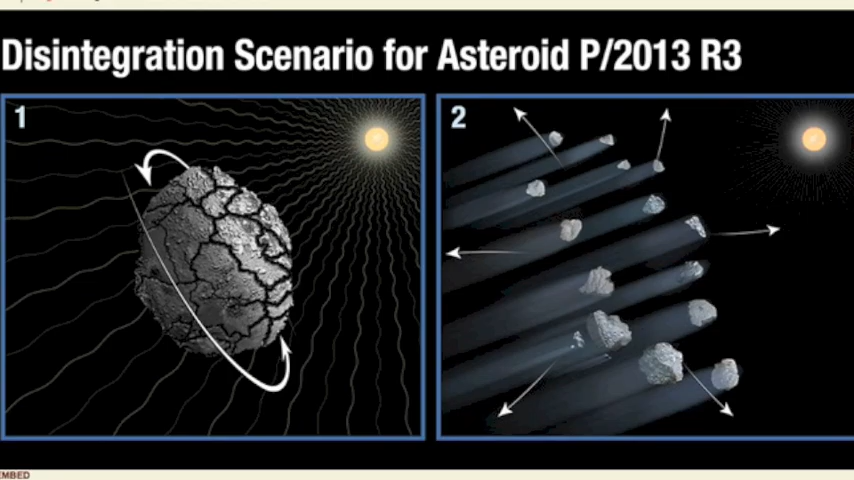 Disintegration Scenario for Asteroid P/2013 R3
1
2
EMBED